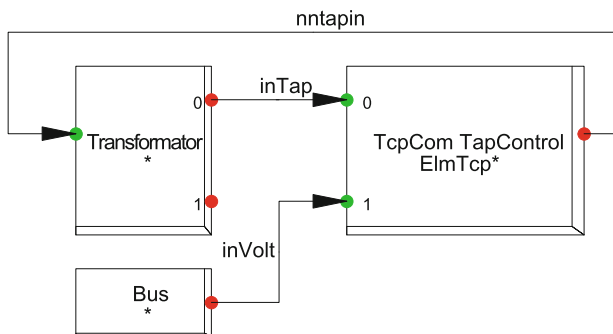 nntapin
inTap
0
0
Transformator
*
TcpCom TapControl
ElmTcp*
1
1
inVolt
Bus
*